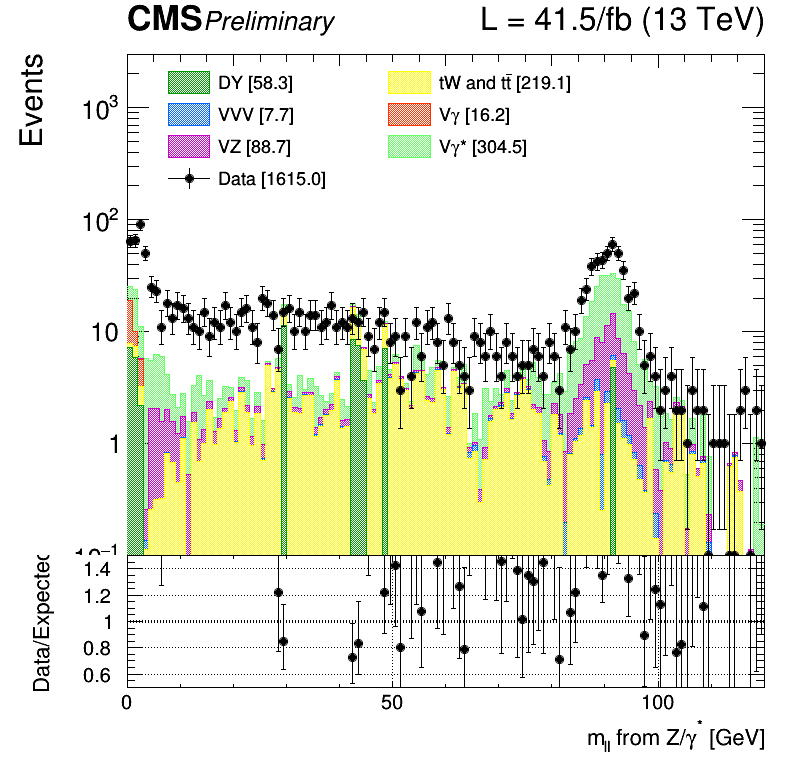 CMS Preliminary L = 41.5/fb (13 TeV)
Events
DY [58.3] tW and tt̄ [219.1]
VVV [7.7] Vγ [16.2]
VZ [88.7] Vγ* [304.5]
Data [1615.0]
10³
10²
10
1
10⁻¹
Data/Expected
1.4
1.2
1
0.8
0.6
0 50 100
m_ll from Z/γ* [GeV]